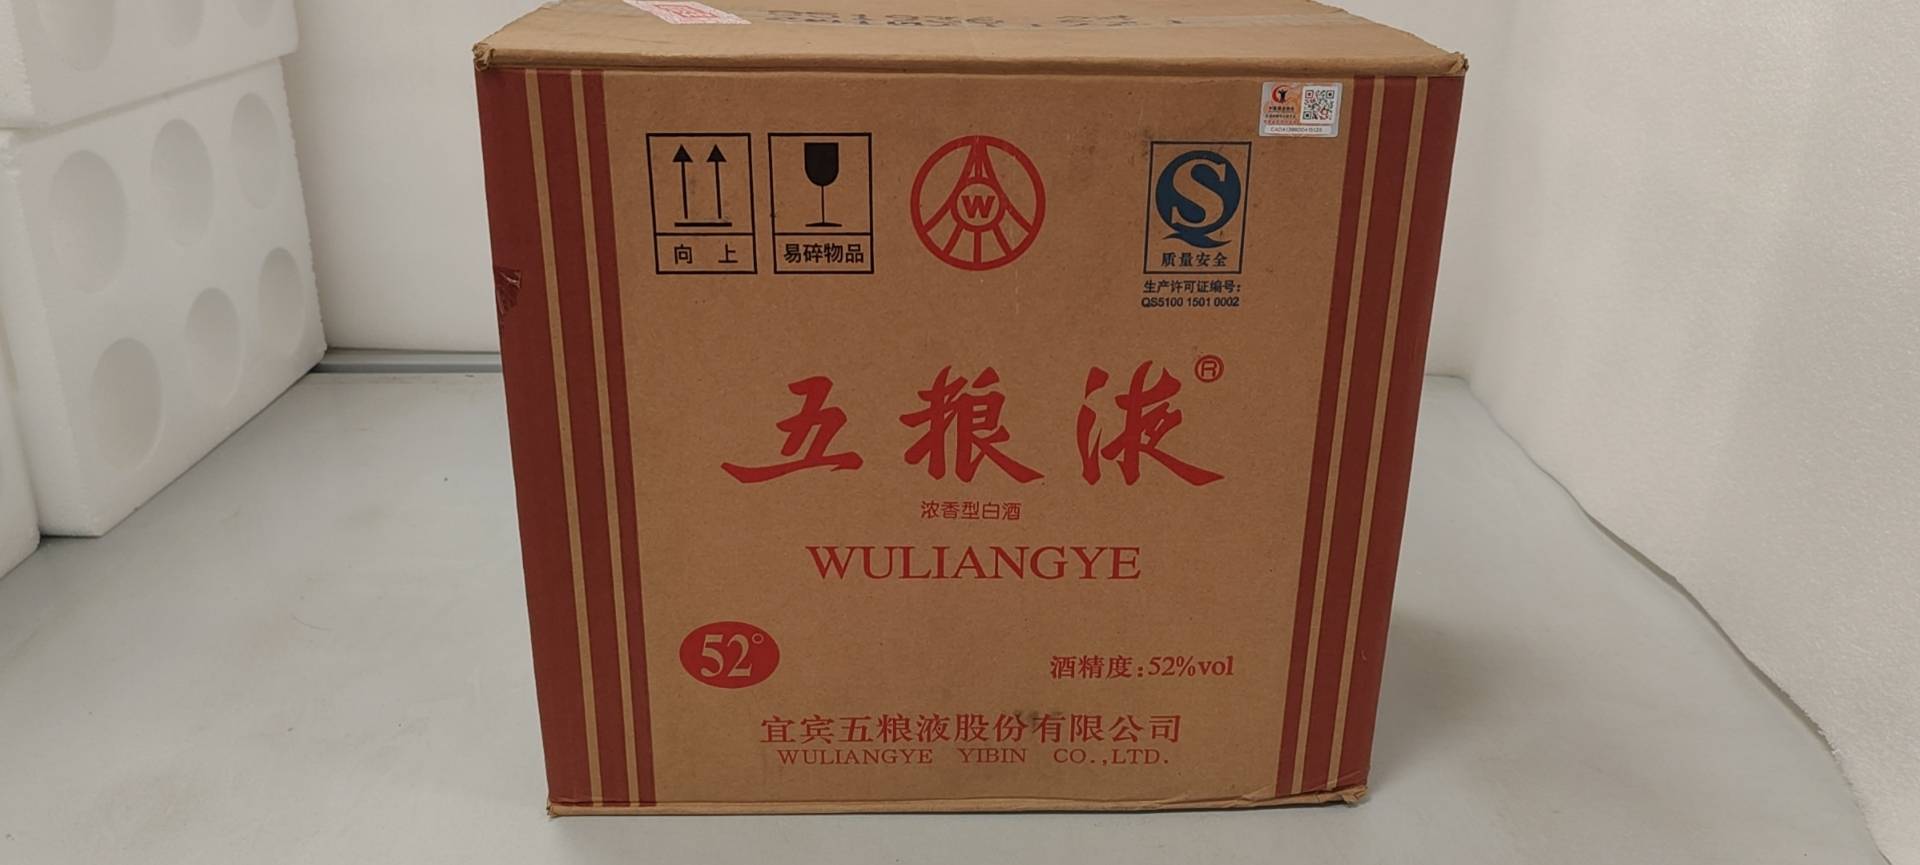 向 上
易碎物品
W
质量安全
生产许可证编号:
QS5100 1501 0002
五粮液®
浓香型白酒
WULIANGYE
52°
酒精度:52%vol
宜宾五粮液股份有限公司
WULIANGYE YIBIN CO.,LTD.